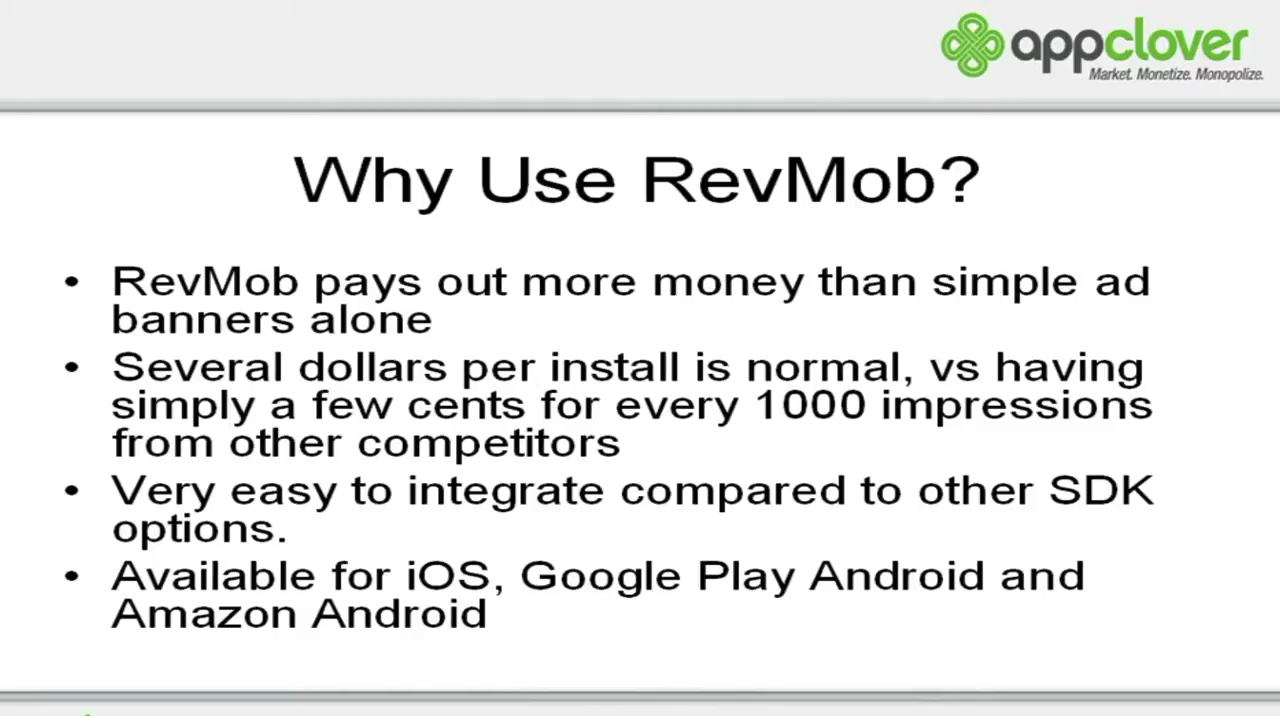 appclover
Market. Monetize. Monopolize.
Why Use RevMob?
• RevMob pays out more money than simple ad
banners alone
• Several dollars per install is normal, vs having
simply a few cents for every 1000 impressions
from other competitors
• Very easy to integrate compared to other SDK
options.
• Available for iOS, Google Play Android and
Amazon Android